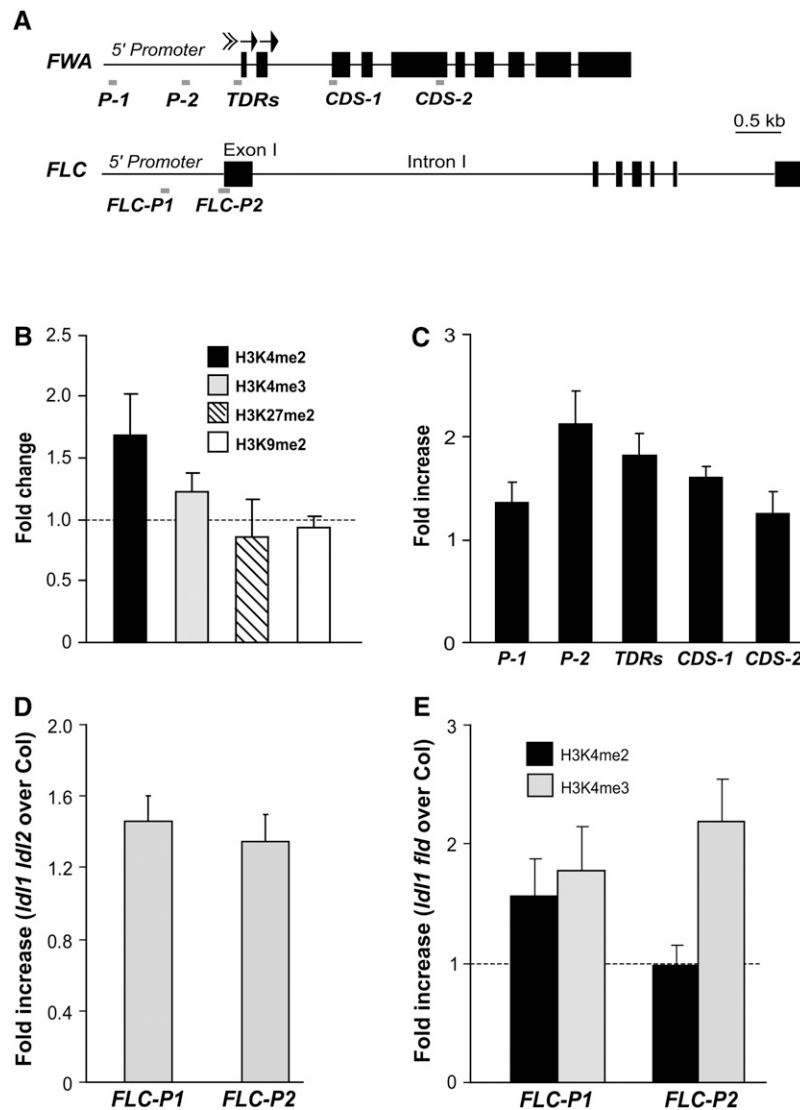 A
5' Promoter
FWA
P-1 P-2 TDRs CDS-1 CDS-2
0.5 kb
5' Promoter Exon I Intron I
FLC
FLC-P1 FLC-P2
B
Fold change
2.5
2.0
1.5
1.0
0.5
0
H3K4me2
H3K4me3
H3K27me2
H3K9me2
C
Fold increase
3
2
1
0
P-1 P-2 TDRs CDS-1 CDS-2
D
Fold increase (ldl1 ldl2 over Col)
2.0
1.6
1.2
0.8
0.4
0
FLC-P1 FLC-P2
E
Fold increase (ldl1 fld over Col)
3
2
1
0
H3K4me2
H3K4me3
FLC-P1 FLC-P2